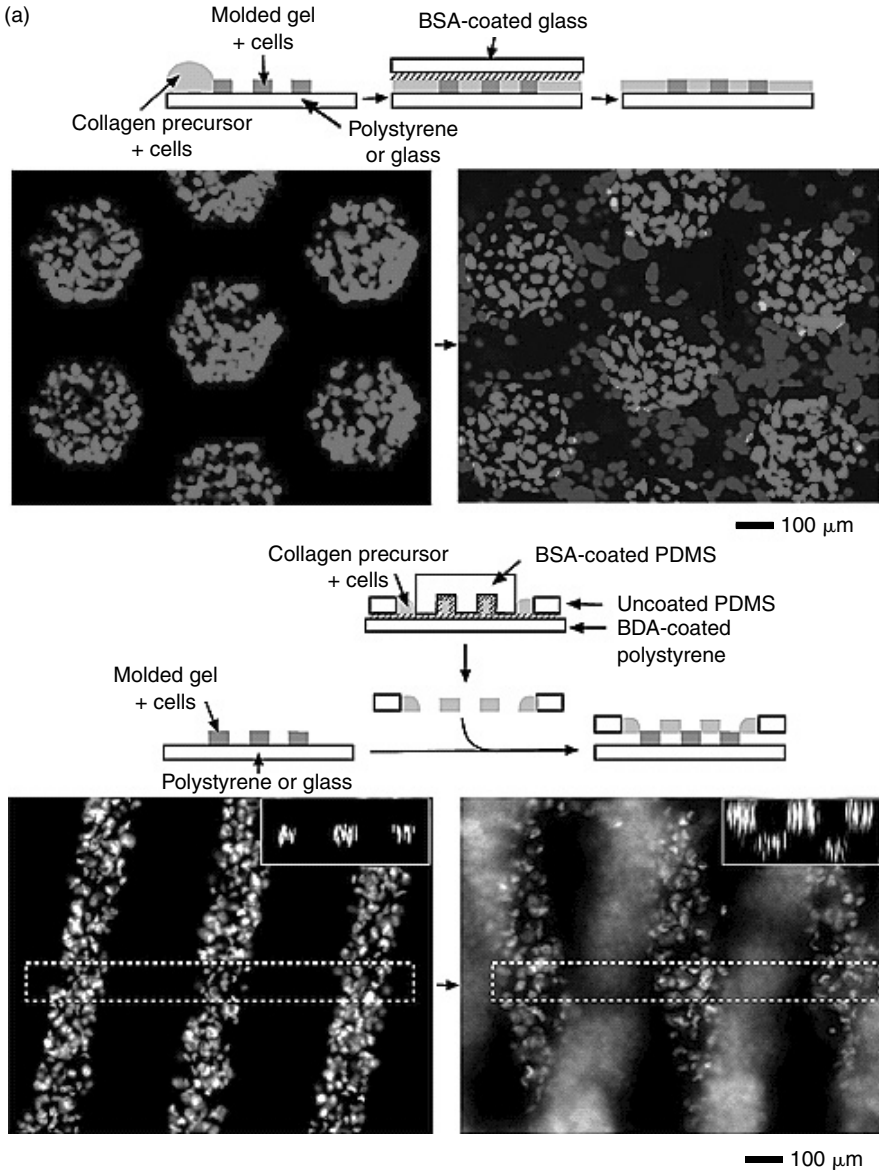 (a)
Molded gel
+ cells
BSA-coated glass
Collagen precursor
+ cells
Polystyrene
or glass
100 μm
Collagen precursor
+ cells
BSA-coated PDMS
Uncoated PDMS
BDA-coated
polystyrene
Molded gel
+ cells
Polystyrene or glass
100 μm